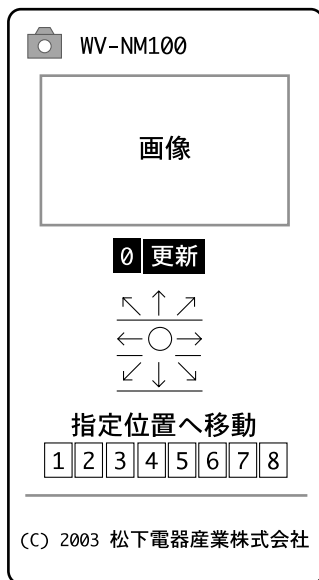 WV-NM100
画像
0 更新
↖ ↑ ↗
← ○ →
↙ ↓ ↘
指定位置へ移動
1 2 3 4 5 6 7 8
(C) 2003 松下電器産業株式会社